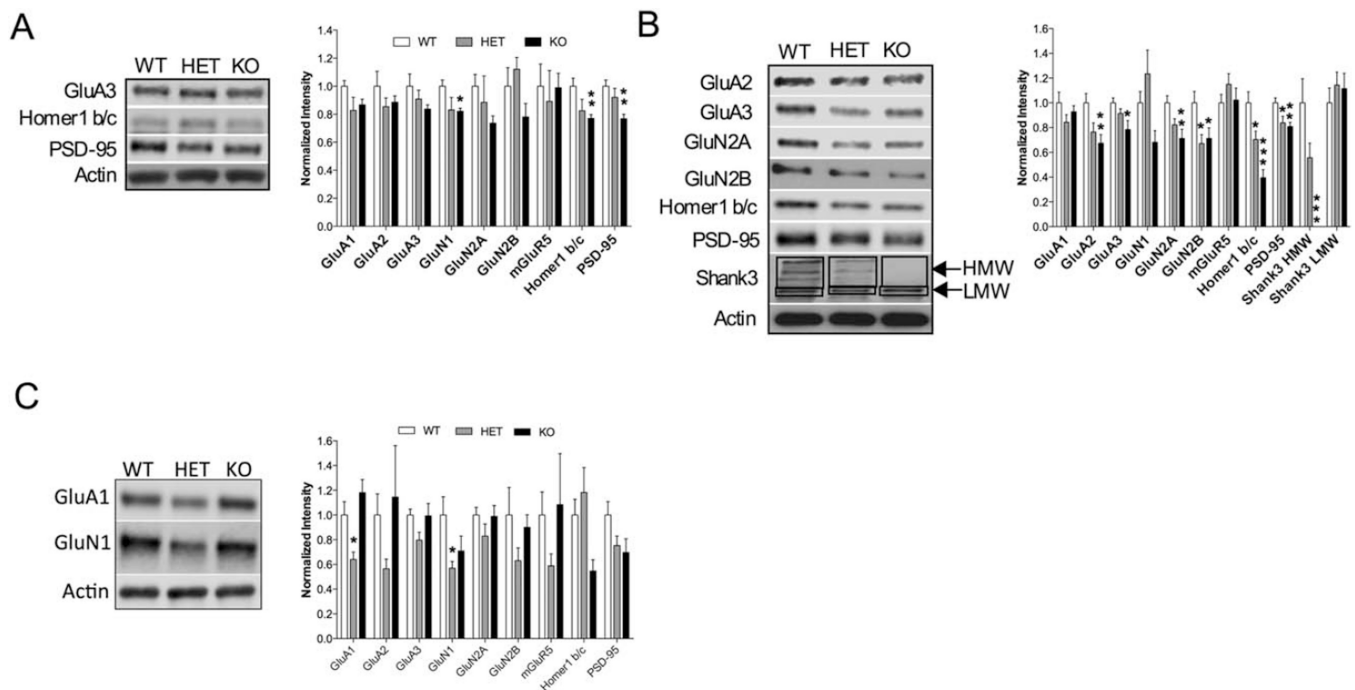 A
WT HET KO
GluA3
Homer1 b/c
PSD-95
Actin
WT HET KO
Normalized Intensity
1.4
1.2
1.0
0.8
0.6
0.4
0.2
0.0
* ** **
GluA1 GluA2 GluA3 GluN1 GluN2A GluN2B mGluR5 Homer1 b/c PSD-95
B
WT HET KO
GluA2
GluA3
GluN2A
GluN2B
Homer1 b/c
PSD-95
Shank3
HMW
LMW
Actin
Normalized Intensity
1.6
1.4
1.2
1.0
0.8
0.6
0.4
0.2
0.0
** * ** * * * *** ** ** ***
GluA1 GluA2 GluA3 GluN1 GluN2A GluN2B mGluR5 Homer1 b/c PSD-95 Shank3 HMW Shank3 LMW
C
WT HET KO
GluA1
GluN1
Actin
WT HET KO
Normalized Intensity
1.6
1.4
1.2
1.0
0.8
0.6
0.4
0.2
0.0
* *
GluA1 GluA2 GluA3 GluN1 GluN2A GluN2B mGluR5 Homer1 b/c PSD-95